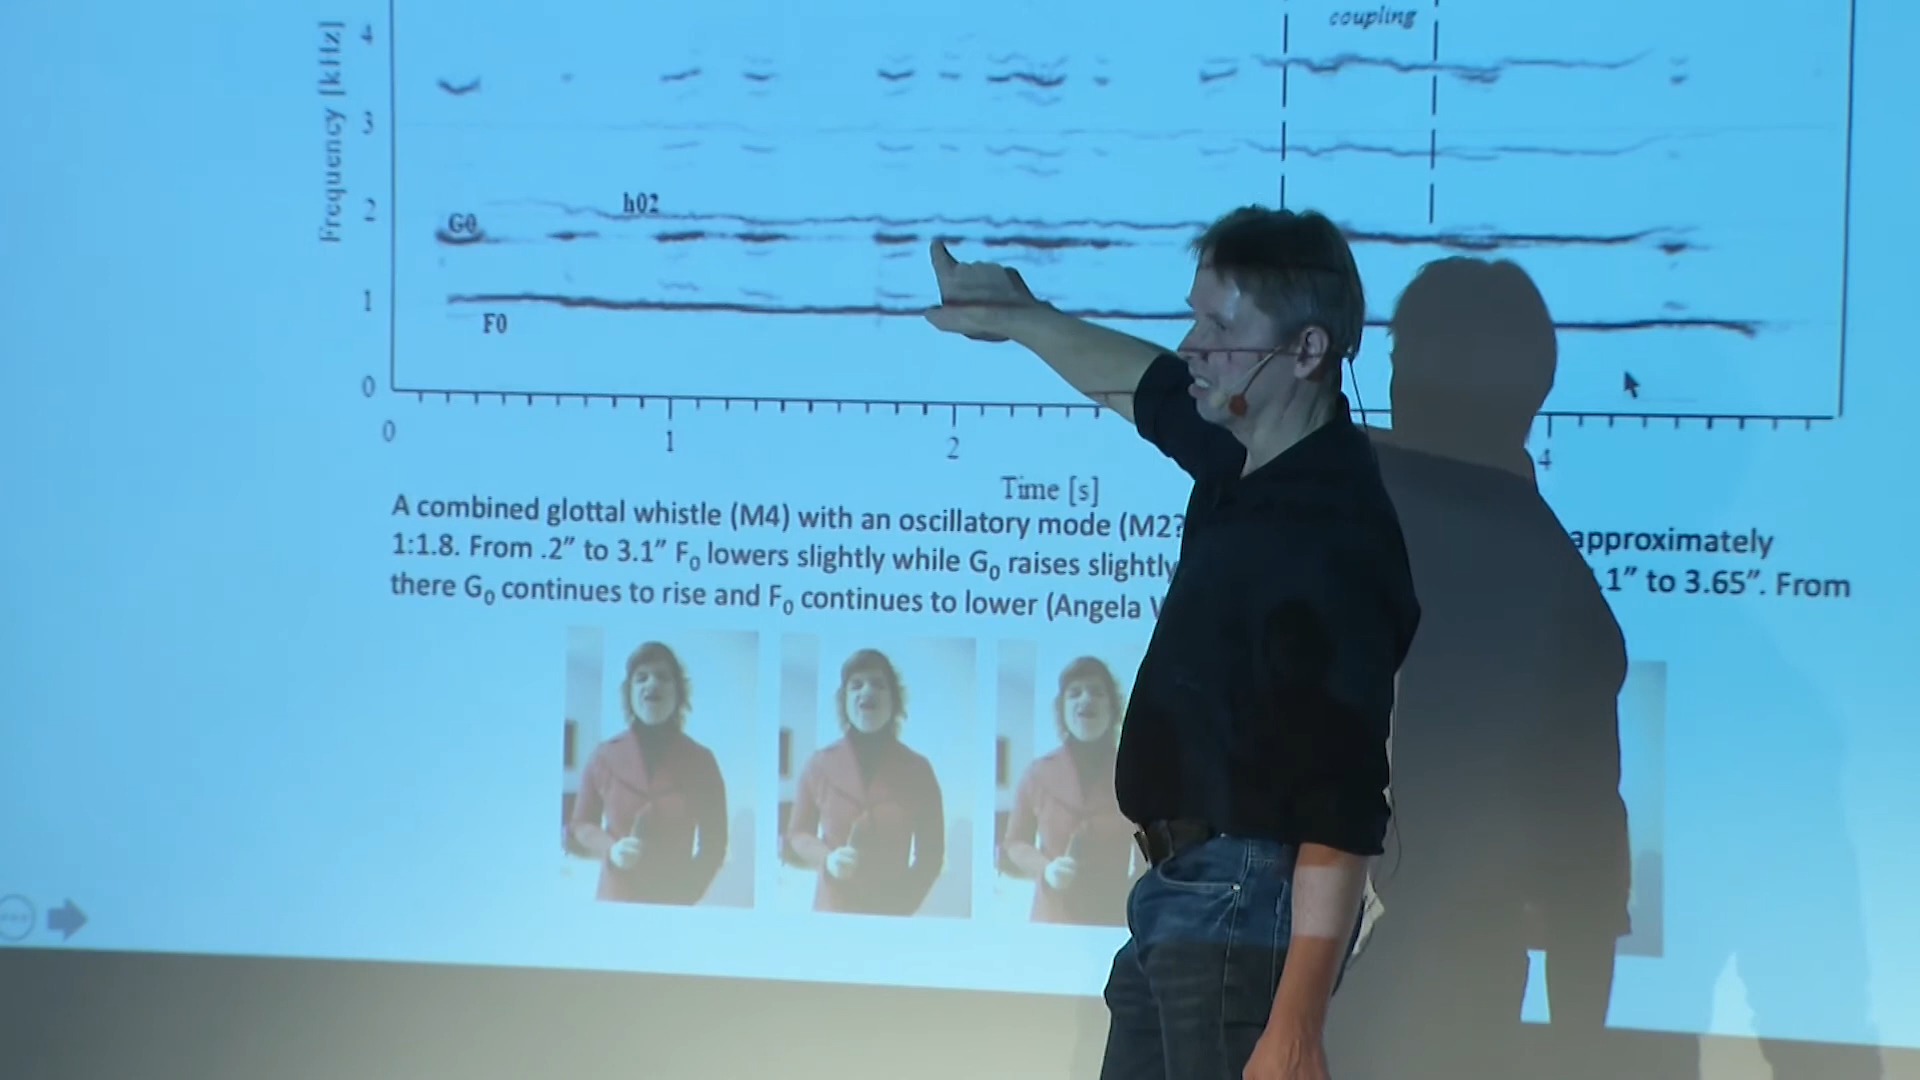 coupling
Frequency [kHz]
4
3
2
1
0
h02
G0
F0
0 1 2 4
Time [s]
A combined glottal whistle (M4) with an oscillatory mode (M2? approximately
1:1.8. From .2” to 3.1” F0 lowers slightly while G0 raises slightly .1” to 3.65”. From
there G0 continues to rise and F0 continues to lower (Angela